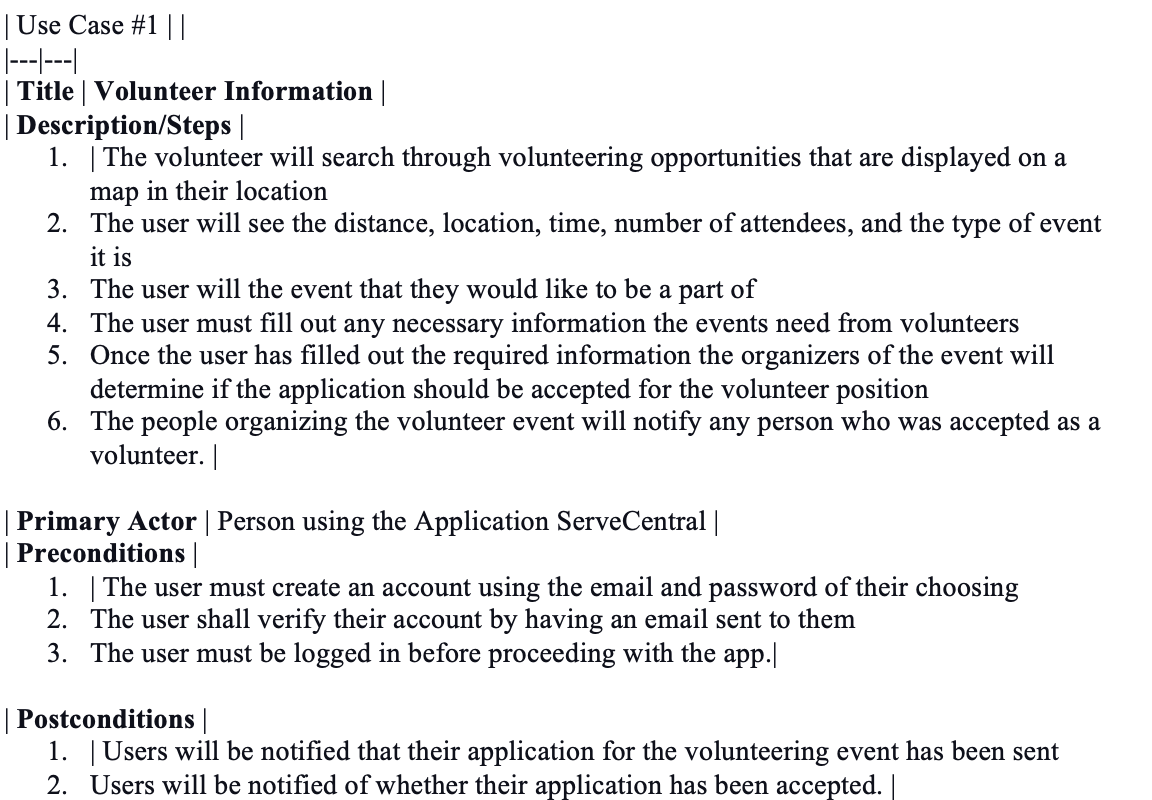 | Use Case #1 | |
|---|---|
| Title | Volunteer Information |
| Description/Steps |
1. | The volunteer will search through volunteering opportunities that are displayed on a
map in their location
2. The user will see the distance, location, time, number of attendees, and the type of event
it is
3. The user will the event that they would like to be a part of
4. The user must fill out any necessary information the events need from volunteers
5. Once the user has filled out the required information the organizers of the event will
determine if the application should be accepted for the volunteer position
6. The people organizing the volunteer event will notify any person who was accepted as a
volunteer. |
| Primary Actor | Person using the Application ServeCentral |
| Preconditions |
1. | The user must create an account using the email and password of their choosing
2. The user shall verify their account by having an email sent to them
3. The user must be logged in before proceeding with the app.|
| Postconditions |
1. | Users will be notified that their application for the volunteering event has been sent
2. Users will be notified of whether their application has been accepted. |